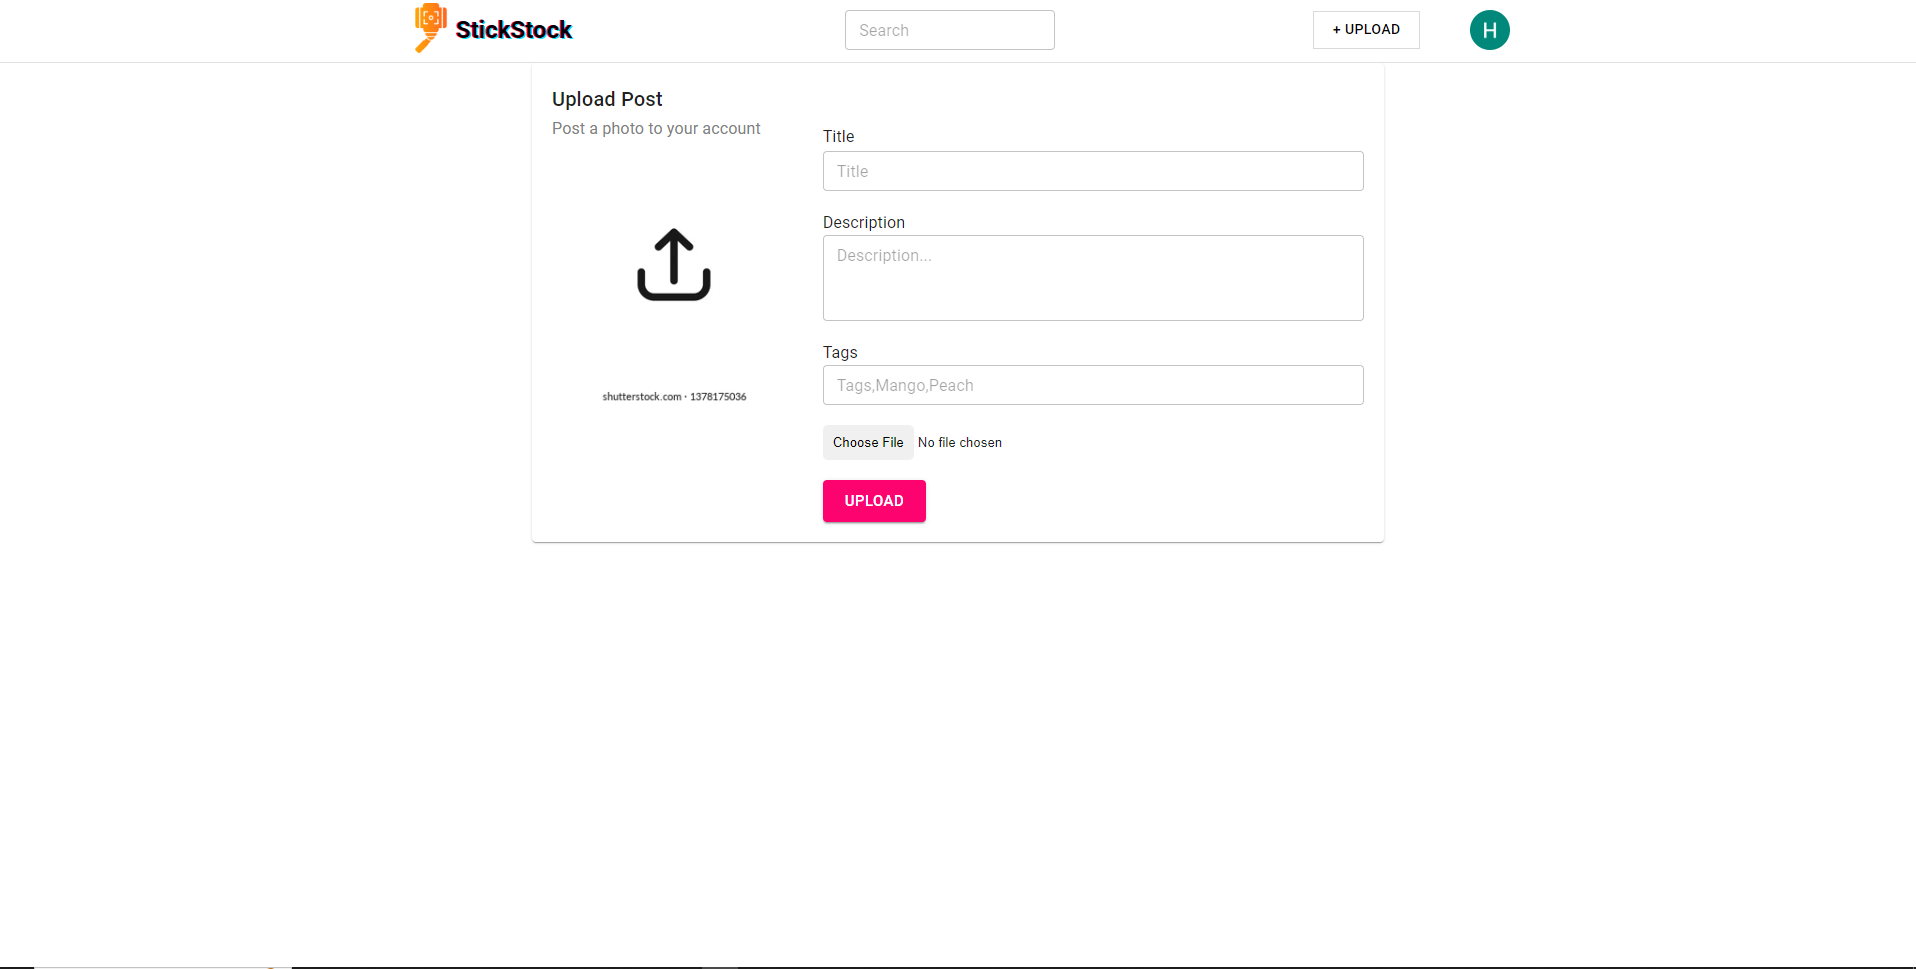 StickStock
Search
+ UPLOAD
H
Upload Post
Post a photo to your account
Title
Title
Description
Description...
Tags
Tags,Mango,Peach
shutterstock.com · 1378175036
Choose File No file chosen
UPLOAD